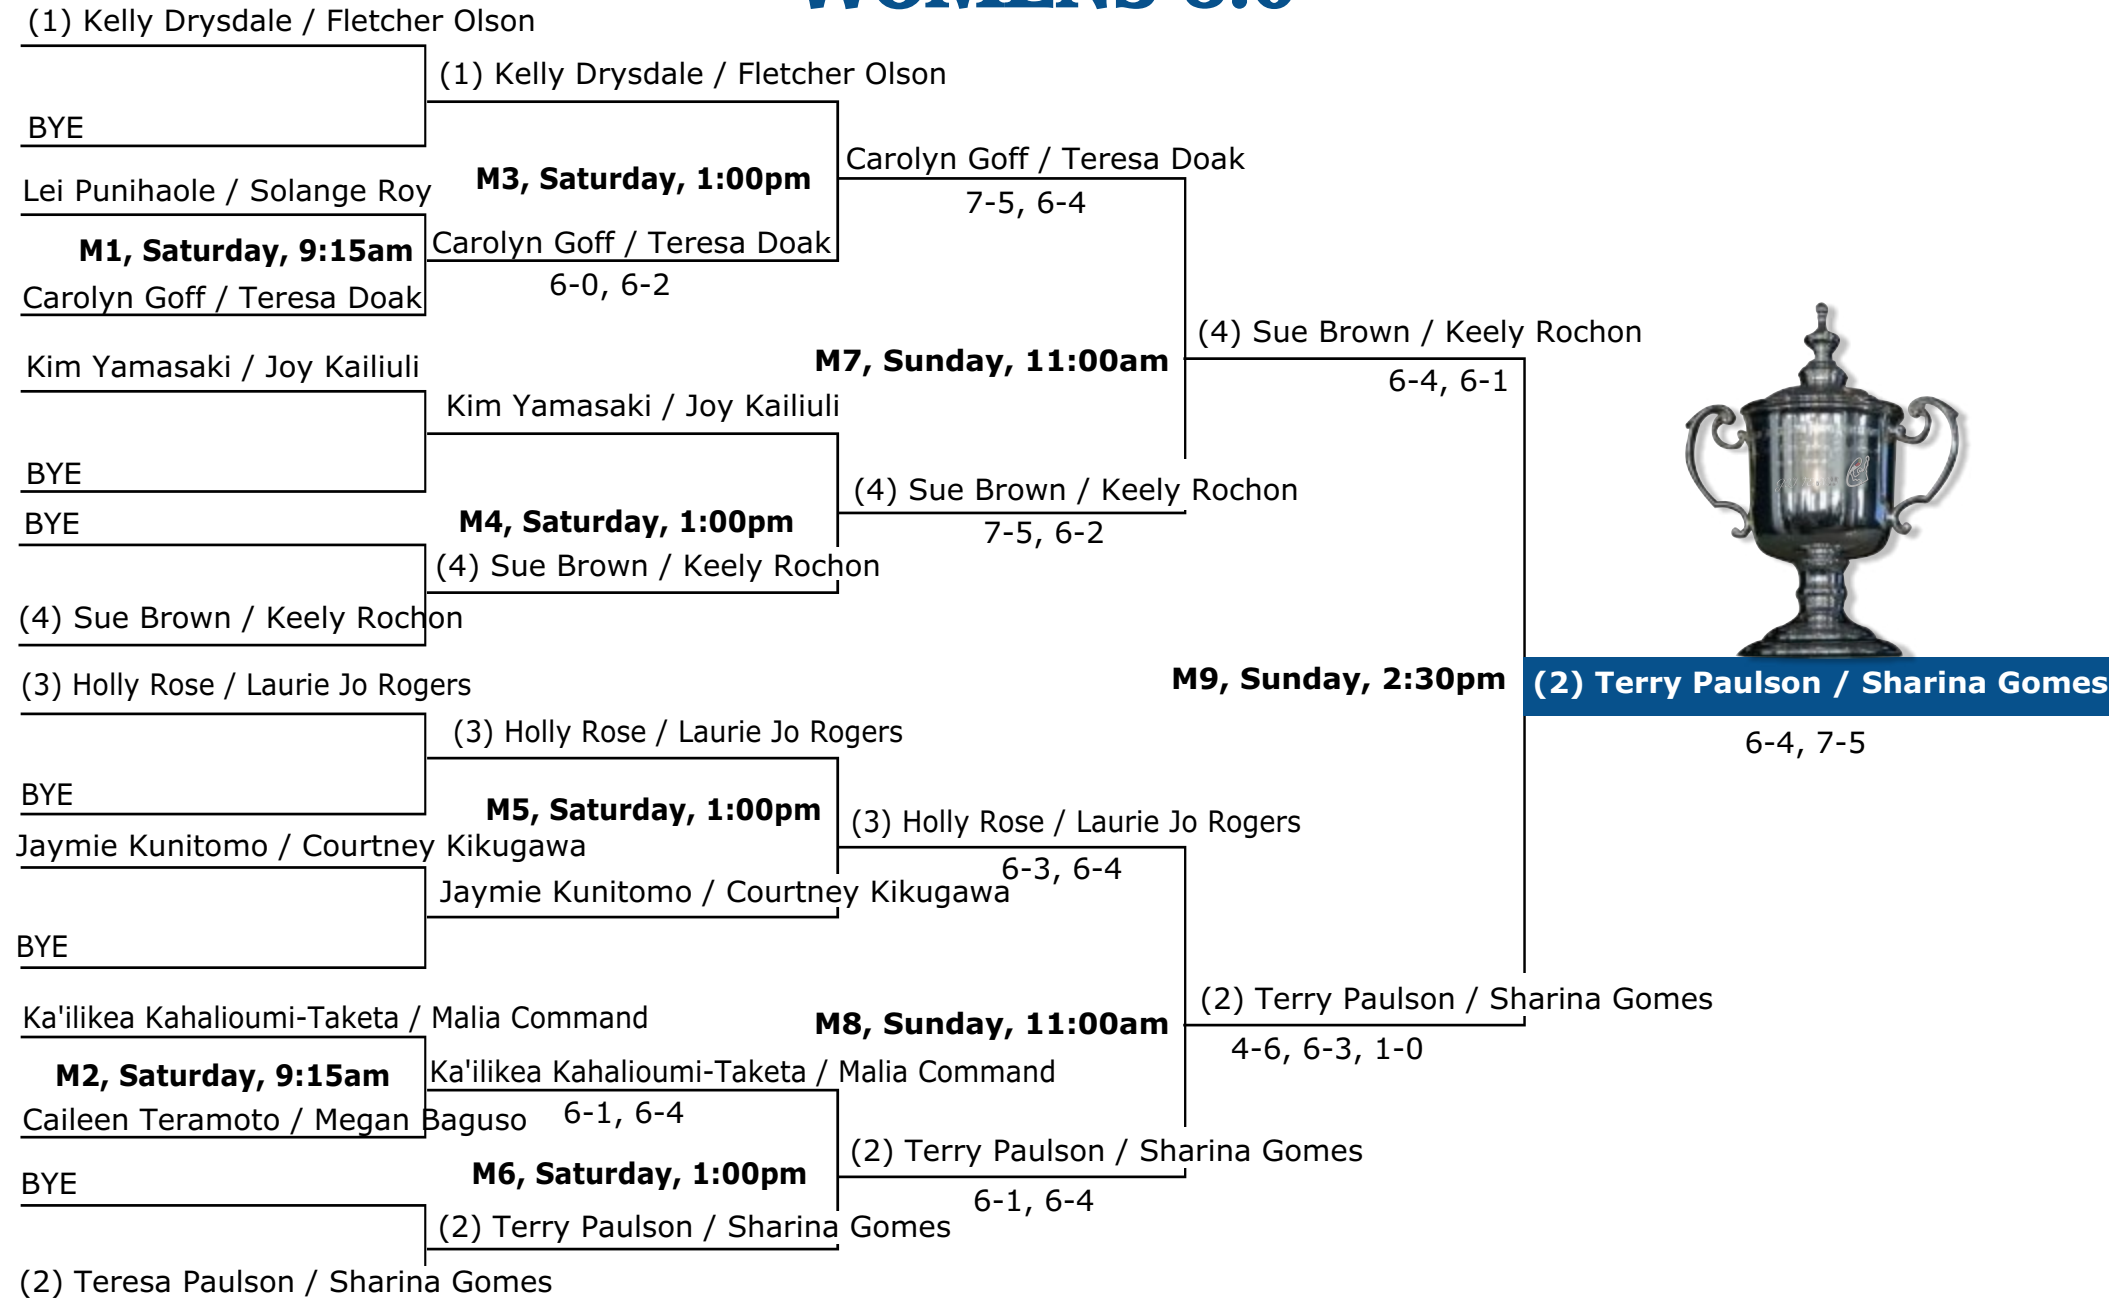 (1) Kelly Drysdale / Fletcher Olson
(1) Kelly Drysdale / Fletcher Olson
BYE
Carolyn Goff / Teresa Doak
M3, Saturday, 1:00pm
Lei Punihaole / Solange Roy
7-5, 6-4
Carolyn Goff / Teresa Doak
M1, Saturday, 9:15am
6-0, 6-2
Carolyn Goff / Teresa Doak
(4) Sue Brown / Keely Rochon
M7, Sunday, 11:00am
Kim Yamasaki / Joy Kailiuli
6-4, 6-1
Kim Yamasaki / Joy Kailiuli
BYE
(4) Sue Brown / Keely Rochon
BYE
M4, Saturday, 1:00pm
7-5, 6-2
(4) Sue Brown / Keely Rochon
(4) Sue Brown / Keely Rochon
M9, Sunday, 2:30pm
(2) Terry Paulson / Sharina Gomes
(3) Holly Rose / Laurie Jo Rogers
(3) Holly Rose / Laurie Jo Rogers
6-4, 7-5
BYE
M5, Saturday, 1:00pm
(3) Holly Rose / Laurie Jo Rogers
Jaymie Kunitomo / Courtney Kikugawa
6-3, 6-4
Jaymie Kunitomo / Courtney Kikugawa
BYE
(2) Terry Paulson / Sharina Gomes
Ka'ilikea Kahalioumi-Taketa / Malia Command
M8, Sunday, 11:00am
4-6, 6-3, 1-0
M2, Saturday, 9:15am
Ka'ilikea Kahalioumi-Taketa / Malia Command
6-1, 6-4
Caileen Teramoto / Megan Baguso
(2) Terry Paulson / Sharina Gomes
M6, Saturday, 1:00pm
BYE
6-1, 6-4
(2) Terry Paulson / Sharina Gomes
(2) Teresa Paulson / Sharina Gomes